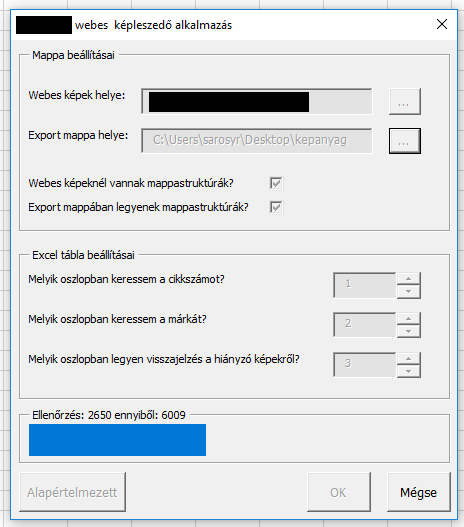 webes képleszedő alkalmazás
Mappa beállításai
Webes képek helye:
...
Export mappa helye: C:\Users\sarosyr\Desktop\kepanyag ...
Webes képeknél vannak mappastruktúrák?
Export mappában legyenek mappastruktúrák?
Excel tábla beállításai
Melyik oszlopban keressem a cikkszámot? 1
Melyik oszlopban keressem a márkát? 2
Melyik oszlopban legyen visszajelzés a hiányzó képekről? 3
Ellenőrzés: 2650 ennyiből: 6009
Alapértelmezett OK Mégse